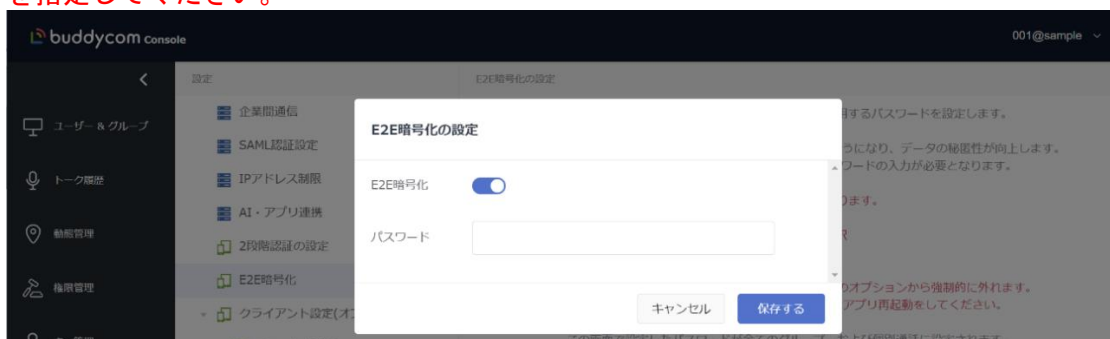 を指定してください。
buddycom Console
001@sample
設定
E2E暗号化の設定
ユーザー & グループ
トーク履歴
動態管理
権限管理
企業間通信
SAML認証設定
IPアドレス制限
AI・アプリ連携
2段階認証の設定
E2E暗号化
クライアント設定(オ
E2E暗号化の設定
E2E暗号化
パスワード
キャンセル
保存する
用するパスワードを設定します。
うになり、データの秘匿性が向上します。
ワードの入力が必要となります。
ります。
のオプションから強制的に外れます。
アプリ再起動をしてください。